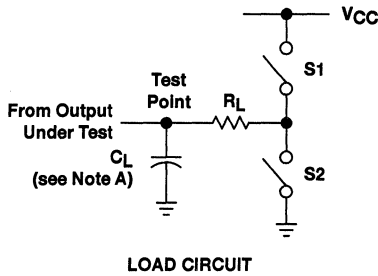 VCC
S1
Test
Point
RL
From Output
Under Test
CL
(see Note A)
S2
LOAD CIRCUIT